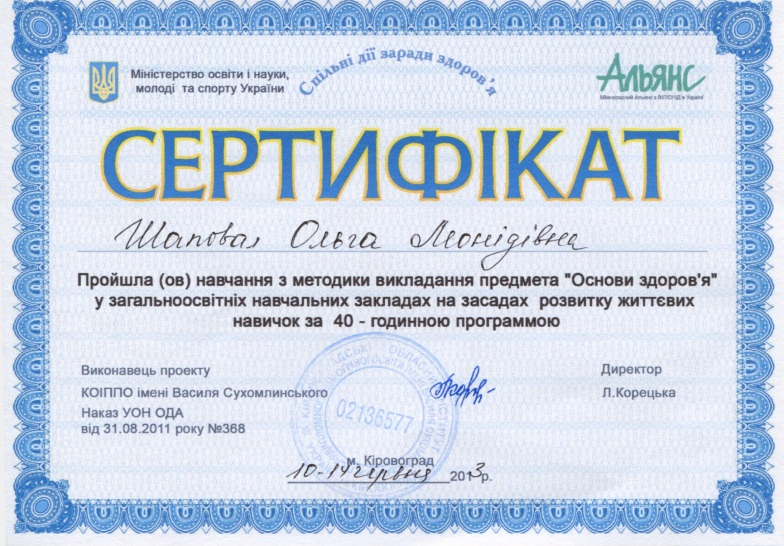 Міністерство освіти і науки,
молоді та спорту України
Спільні дії заради здоров'я
АЛЬЯНС
Міжнародний Альянс з ВІЛ/СНІД в Україні
СЕРТИФІКАТ
Шаповал Ольга Леонідівна
Пройшла (ов) навчання з методики викладання предмета "Основи здоров'я"
у загальноосвітніх навчальних закладах на засадах розвитку життєвих
навичок за 40 - годинною программою
Виконавець проекту
Директор
КОІППО імені Василя Сухомлинського
Л.Корецька
Наказ УОН ОДА
від 31.08.2011 року №368
02136577
м. Кіровоград
10-14 червня 2013р.